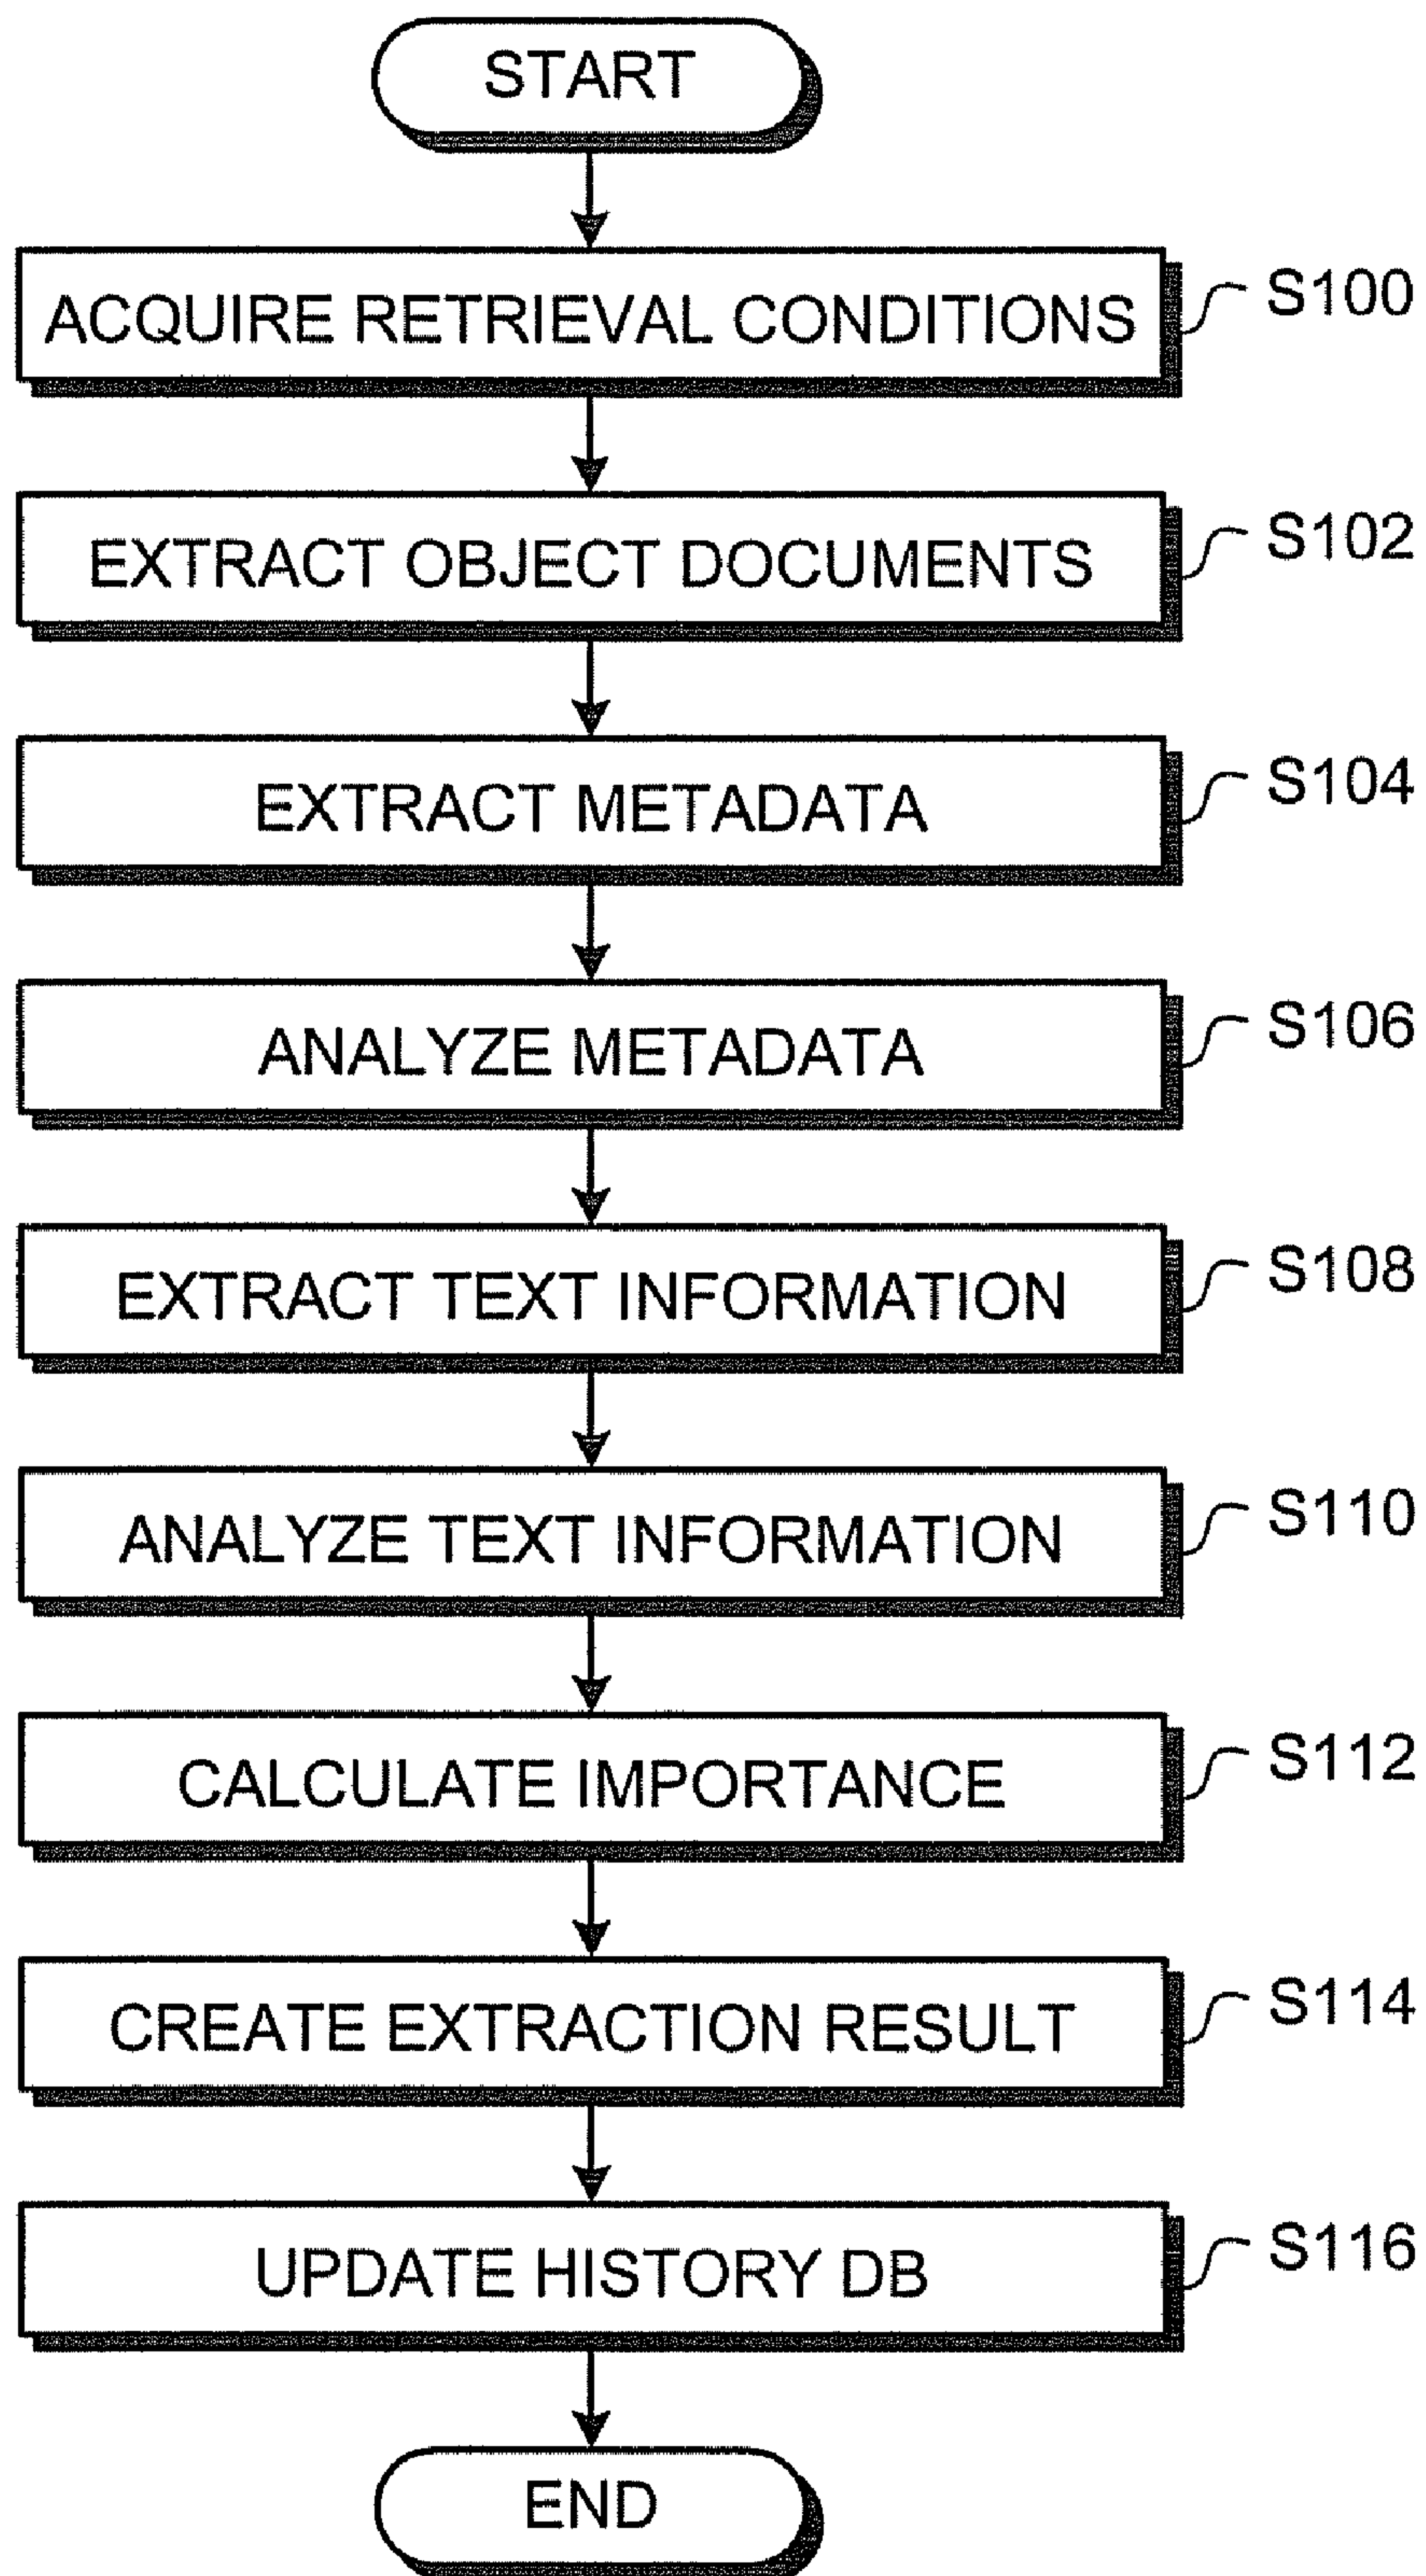 START
ACQUIRE RETRIEVAL CONDITIONS S100
EXTRACT OBJECT DOCUMENTS S102
EXTRACT METADATA S104
ANALYZE METADATA S106
EXTRACT TEXT INFORMATION S108
ANALYZE TEXT INFORMATION S110
CALCULATE IMPORTANCE S112
CREATE EXTRACTION RESULT S114
UPDATE HISTORY DB S116
END